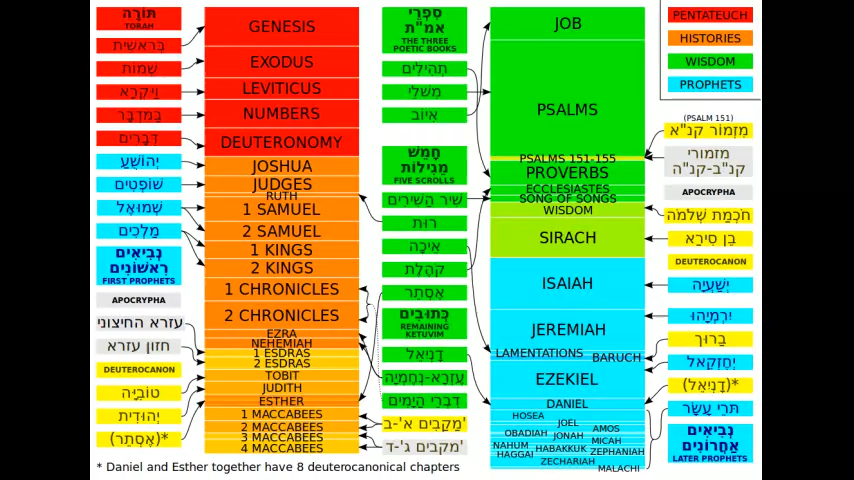 תּוֹרָה
TORAH
בְּרֵאשִׁית
שְׁמוֹת
וַיִּקְרָא
בְּמִדְבַּר
דְּבָרִים
יְהוֹשֻׁעַ
שׁוֹפְטִים
שְׁמוּאֵל
מְלָכִים
נְבִיאִים
רִאשׁוֹנִים
FIRST PROPHETS
APOCRYPHA
עזרא החיצוני
חזון עזרא
DEUTEROCANON
טוֹבִיָּה
יְהוּדִית
(אֶסְתֵר)*
GENESIS
EXODUS
LEVITICUS
NUMBERS
DEUTERONOMY
JOSHUA
JUDGES
RUTH
1 SAMUEL
2 SAMUEL
1 KINGS
2 KINGS
1 CHRONICLES
2 CHRONICLES
EZRA
NEHEMIAH
1 ESDRAS
2 ESDRAS
TOBIT
JUDITH
ESTHER
1 MACCABEES
2 MACCABEES
3 MACCABEES
4 MACCABEES
סִפְרֵי
אמ"ת
THE THREE
POETIC BOOKS
תְהִילִים
מִשְׁלֵי
אִיּוֹב
חָמֵשׁ
מְגִילוֹת
FIVE SCROLLS
שִׁיר הַשִּׁירִים
רוּת
אֵיכָה
קֹהֶלֶת
אֶסְתֵר
כְּתוּבִים
REMAINING
KETUVIM
דָנִיֵאל
עֶזְרָא-נְחֶמְיָה
דִבְרֵי הַיָּמִים
מַקַבִּים א'-ב'
מקבים ג'-ד'
JOB
PSALMS
PSALMS 151-155
PROVERBS
ECCLESIASTES
SONG OF SONGS
WISDOM
SIRACH
ISAIAH
JEREMIAH
LAMENTATIONS
BARUCH
EZEKIEL
DANIEL
HOSEA
JOEL
AMOS
OBADIAH
JONAH
MICAH
NAHUM
HABAKKUK
ZEPHANIAH
HAGGAI
ZECHARIAH
MALACHI
PENTATEUCH
HISTORIES
WISDOM
PROPHETS
(PSALM 151)
מִזְמוֹר קנ"א
מזמורי
קנ"ב-קנ"ה
APOCRYPHA
חׇכְמַת שְׁלֹמֹה
בֶּן סִירָא
DEUTEROCANON
יְשַׁעְיָה
יִרְמְיָהוּ
בָּרוּךְ
יְחֶזְקֵאל
(דָנִיֵאל)*
תְּרֵי עֲשָׂר
נְבִיאִים
אַחֲרוֹנִים
LATER PROPHETS
* Daniel and Esther together have 8 deuterocanonical chapters